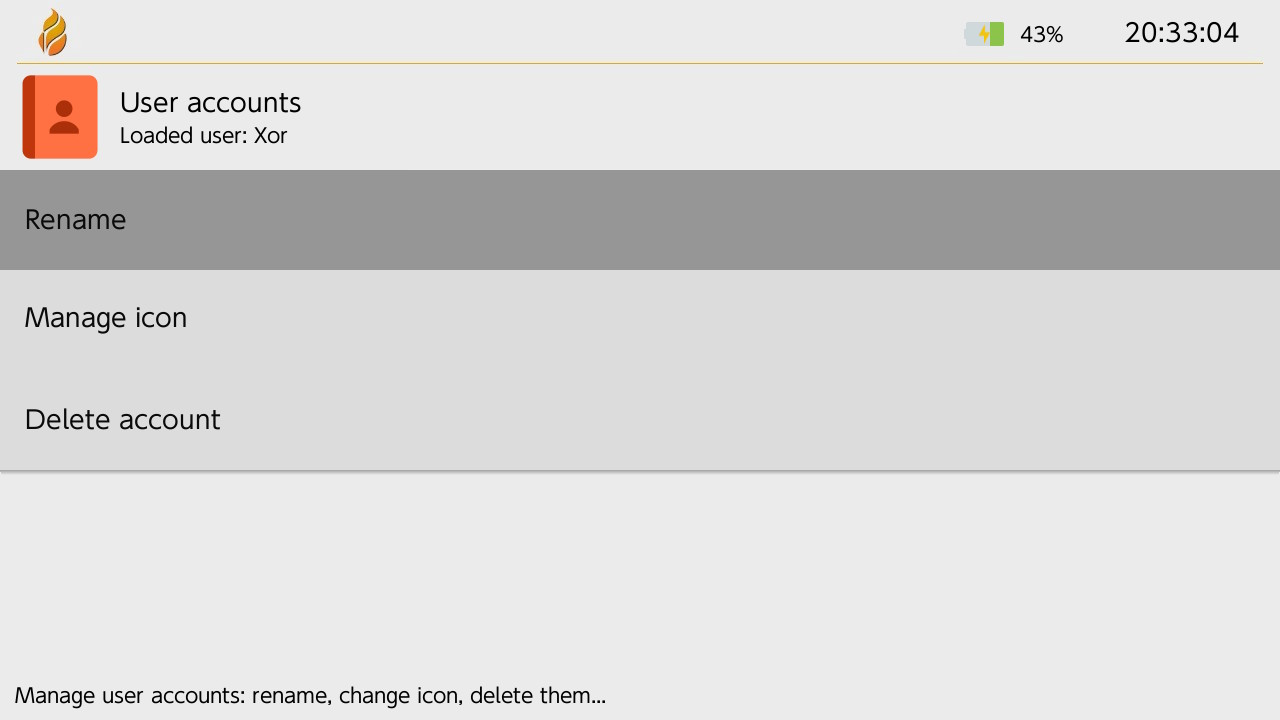 43%
20:33:04
User accounts
Loaded user: Xor
Rename
Manage icon
Delete account
Manage user accounts: rename, change icon, delete them...